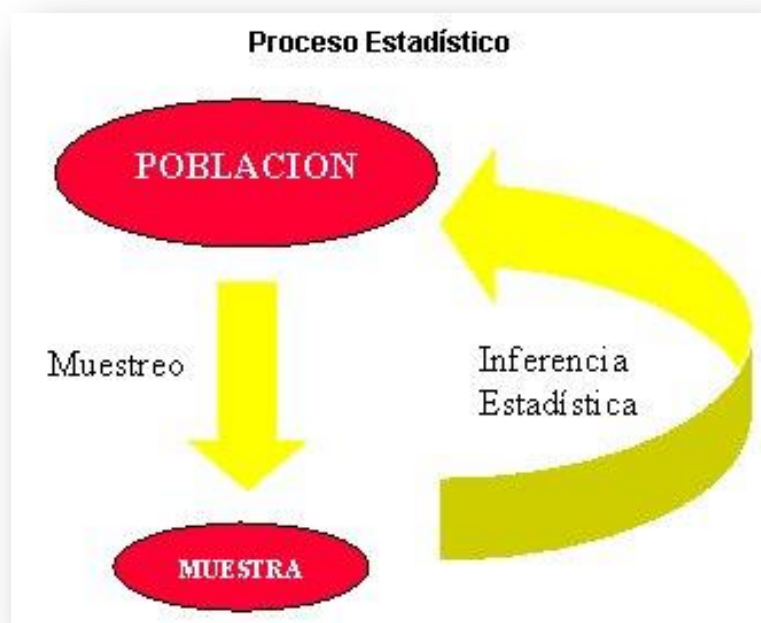 Proceso Estadístico
POBLACION
Muestreo
Inferencia
Estadística
MUESTRA